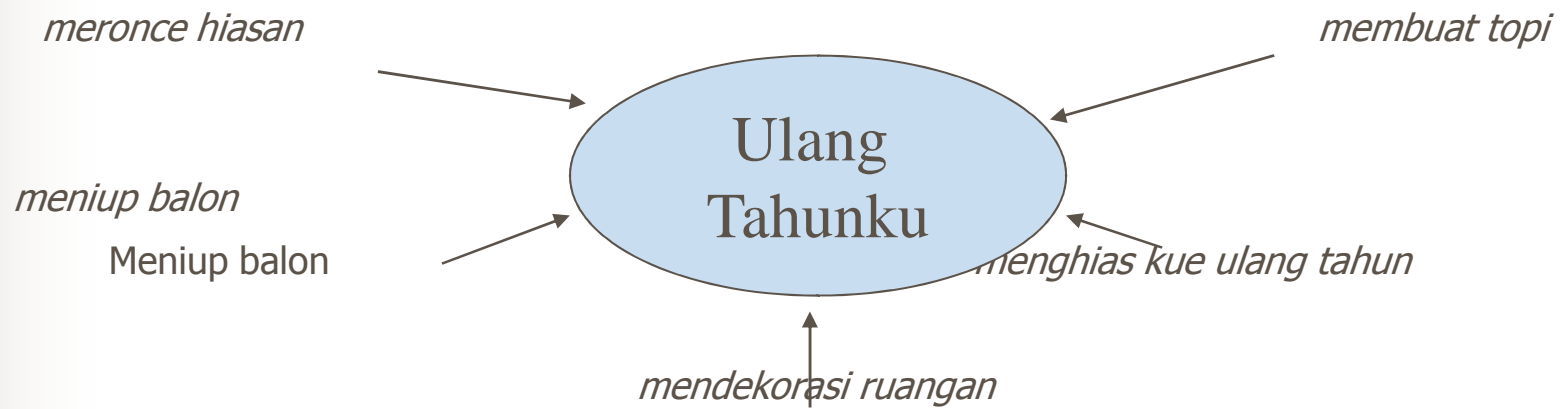 meronce hiasan
membuat topi
Ulang
Tahunku
meniup balon
Meniup balon
menghias kue ulang tahun
mendekorasi ruangan